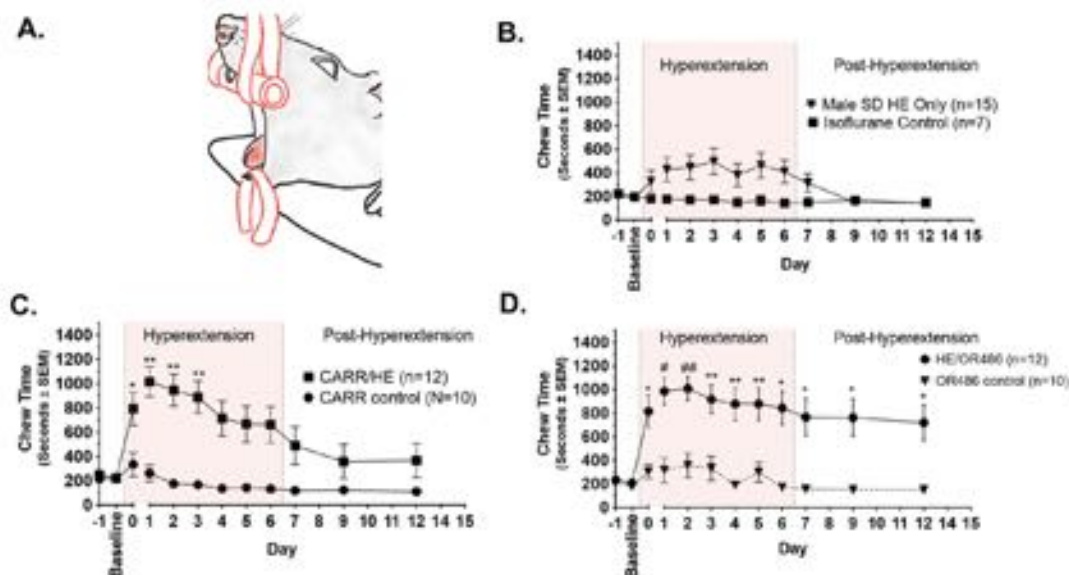 A.
B.
1400
1200
1000
800
600
400
200
0
Chew Time
(Seconds ± SEM)
Hyperextension
Post-Hyperextension
Male SD HE Only (n=15)
Isoflurane Control (n=7)
-1 Baseline 0 1 2 3 4 5 6 7 9 10 11 12 13 14 15
Day
C.
1400
1200
1000
800
600
400
200
0
Chew Time
(Seconds ± SEM)
Hyperextension
Post-Hyperextension
CARR/HE (n=12)
CARR control (N=10)
* ** ** **
-1 Baseline 0 1 2 3 4 5 6 7 9 10 11 12 13 14 15
Day
D.
1400
1200
1000
800
600
400
200
0
Chew Time
(Seconds ± SEM)
Hyperextension
Post-Hyperextension
HE/OR486 (n=12)
OR486 control (n=10)
* # ## ** ** ** * * * *
-1 Baseline 0 1 2 3 4 5 6 7 9 10 11 12 13 14 15
Day